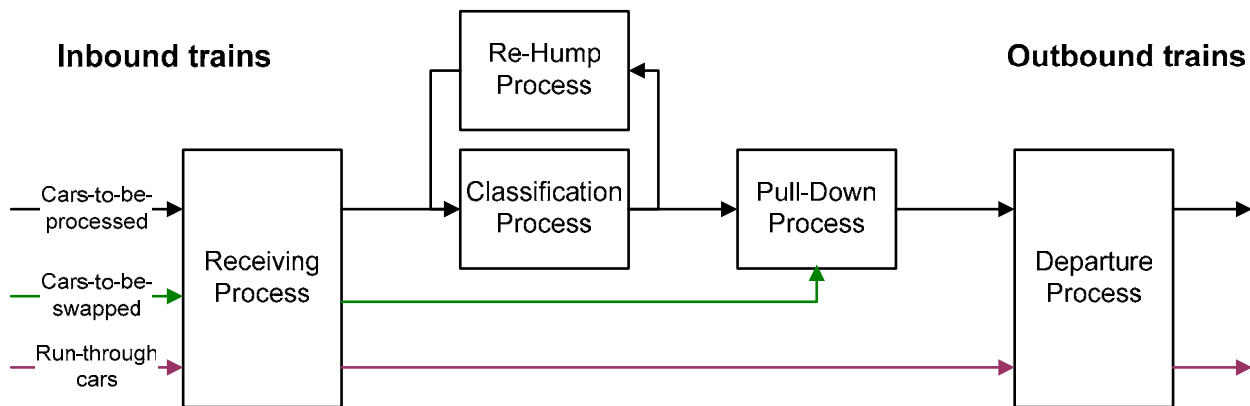 Inbound trains
Re-Hump
Process
Outbound trains
Cars-to-be-
processed
Classification
Process
Pull-Down
Process
Receiving
Process
Departure
Process
Cars-to-be-
swapped
Run-through
cars